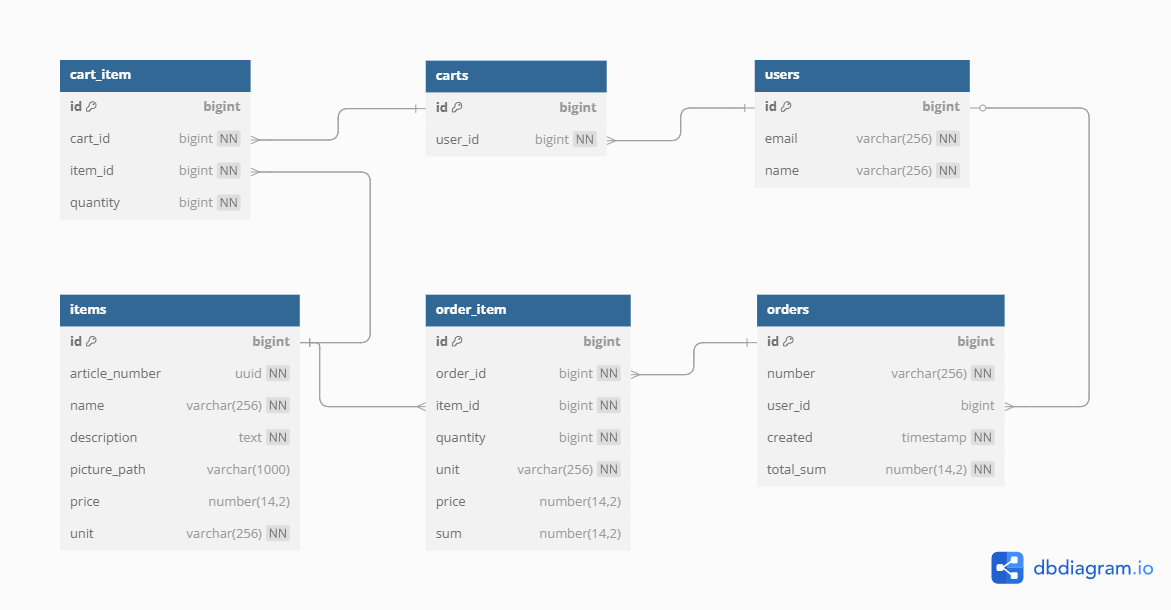 cart_item
id bigint
cart_id bigint NN
item_id bigint NN
quantity bigint NN
carts
id bigint
user_id bigint NN
users
id bigint
email varchar(256) NN
name varchar(256) NN
items
id bigint
article_number uuid NN
name varchar(256) NN
description text NN
picture_path varchar(1000)
price number(14,2)
unit varchar(256) NN
order_item
id bigint
order_id bigint NN
item_id bigint NN
quantity bigint NN
unit varchar(256) NN
price number(14,2)
sum number(14,2)
orders
id bigint
number varchar(256) NN
user_id bigint
created timestamp NN
total_sum number(14,2) NN
dbdiagram.io